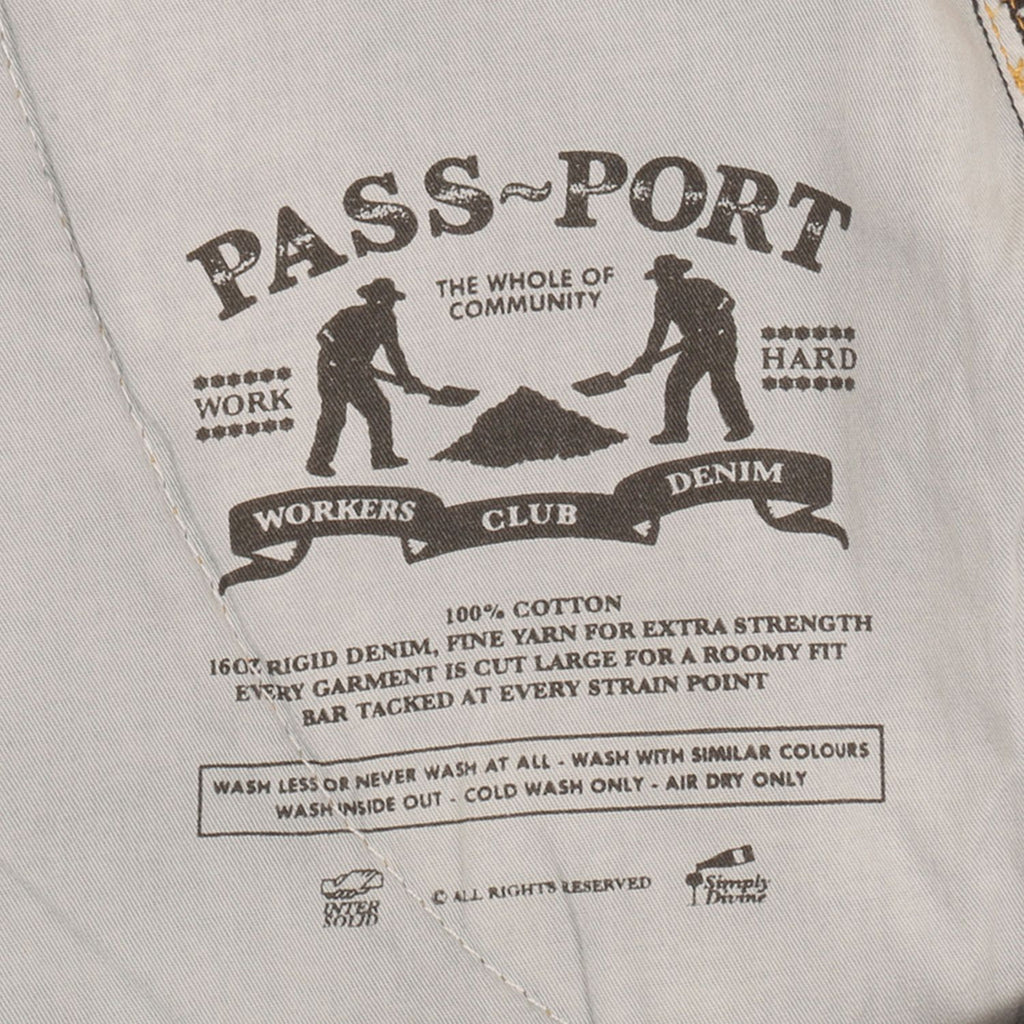 PASS~PORT
THE WHOLE OF
COMMUNITY
WORK
HARD
WORKERS CLUB DENIM
100% COTTON
16OZ RIGID DENIM, FINE YARN FOR EXTRA STRENGTH
EVERY GARMENT IS CUT LARGE FOR A ROOMY FIT
BAR TACKED AT EVERY STRAIN POINT
WASH LESS OR NEVER WASH AT ALL - WASH WITH SIMILAR COLOURS
WASH INSIDE OUT - COLD WASH ONLY - AIR DRY ONLY
INTER
SOLID
© ALL RIGHTS RESERVED
Simply
Divine